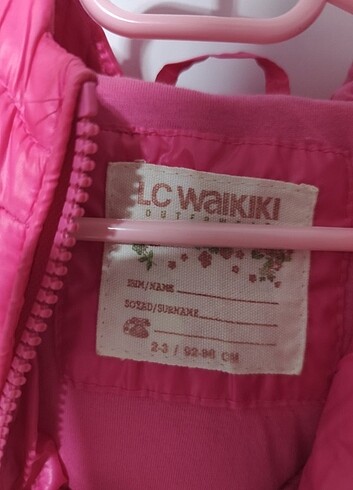 LC WAIKIKI
OUTERWEAR
İSİM/NAME
SOYAD/SURNAME
2-3 / 92-98 CM